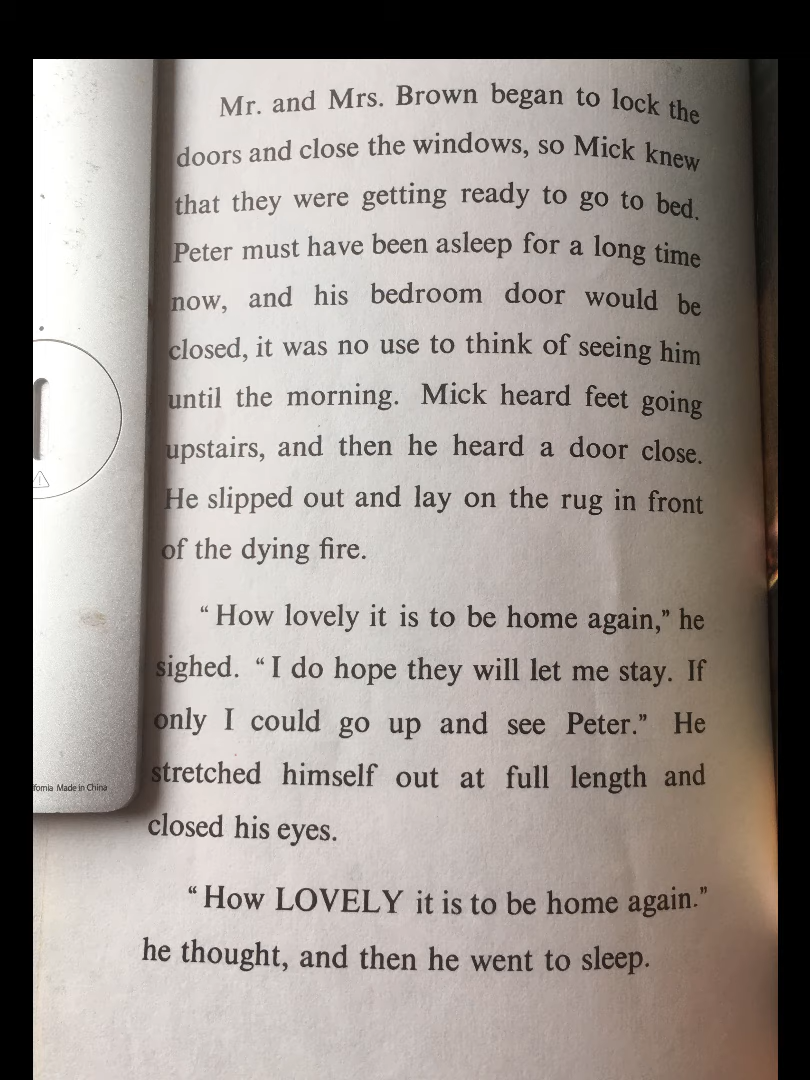 Mr. and Mrs. Brown began to lock the
doors and close the windows, so Mick knew
that they were getting ready to go to bed.
Peter must have been asleep for a long time
now, and his bedroom door would be
closed, it was no use to think of seeing him
until the morning. Mick heard feet going
upstairs, and then he heard a door close.
He slipped out and lay on the rug in front
of the dying fire.
“How lovely it is to be home again,” he
sighed. “I do hope they will let me stay. If
only I could go up and see Peter.” He
stretched himself out at full length and
closed his eyes.
“How LOVELY it is to be home again.”
he thought, and then he went to sleep.
Made in China